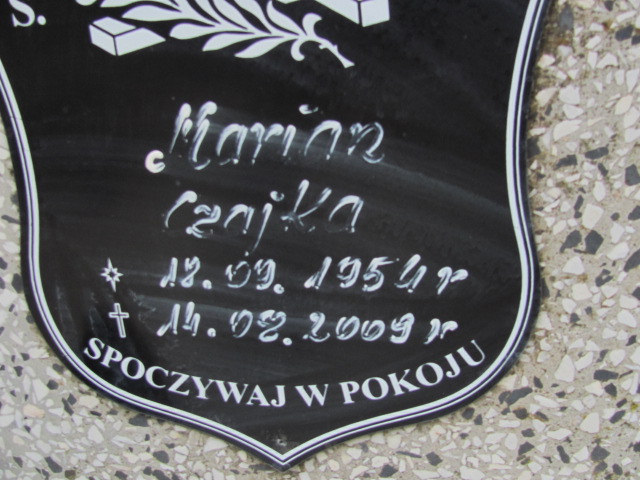 S.
Marian
Czajka
18.09.1954 r
14.02.2009 r
SPOCZYWAJ W POKOJU